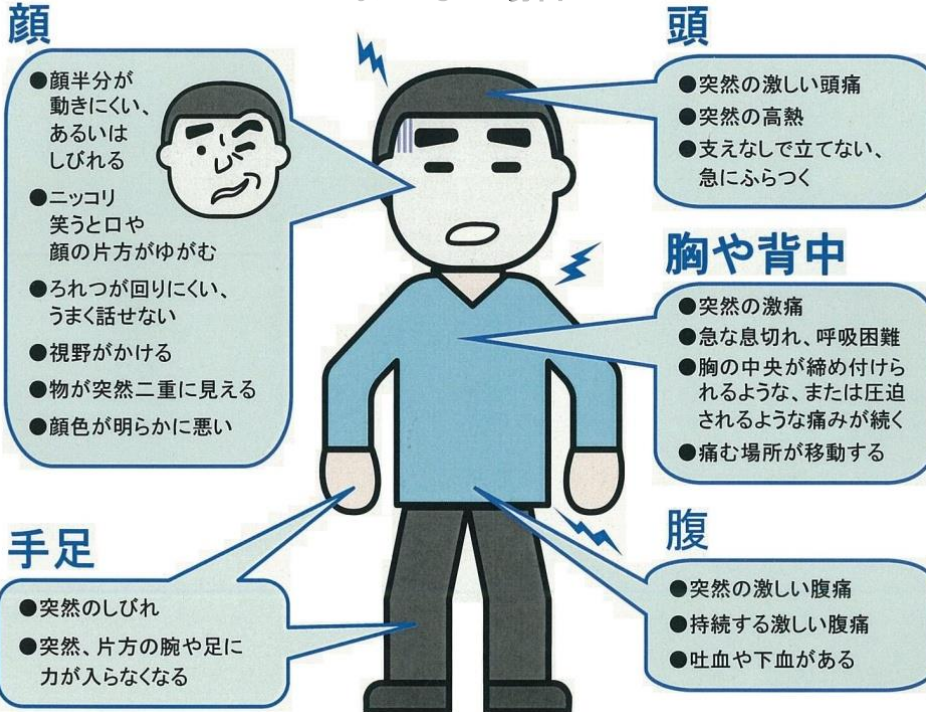 顔
●顔半分が
動きにくい、
あるいは
しびれる
●ニッコリ
笑うと口や
顔の片方がゆがむ
●ろれつが回りにくい、
うまく話せない
●視野がかける
●物が突然二重に見える
●顔色が明らかに悪い
頭
●突然の激しい頭痛
●突然の高熱
●支えなしで立てない、
急にふらつく
胸や背中
●突然の激痛
●急な息切れ、呼吸困難
●胸の中央が締め付けら
れるような、または圧迫
されるような痛みが続く
●痛む場所が移動する
手足
●突然のしびれ
●突然、片方の腕や足に
力が入らなくなる
腹
●突然の激しい腹痛
●持続する激しい腹痛
●吐血や下血がある